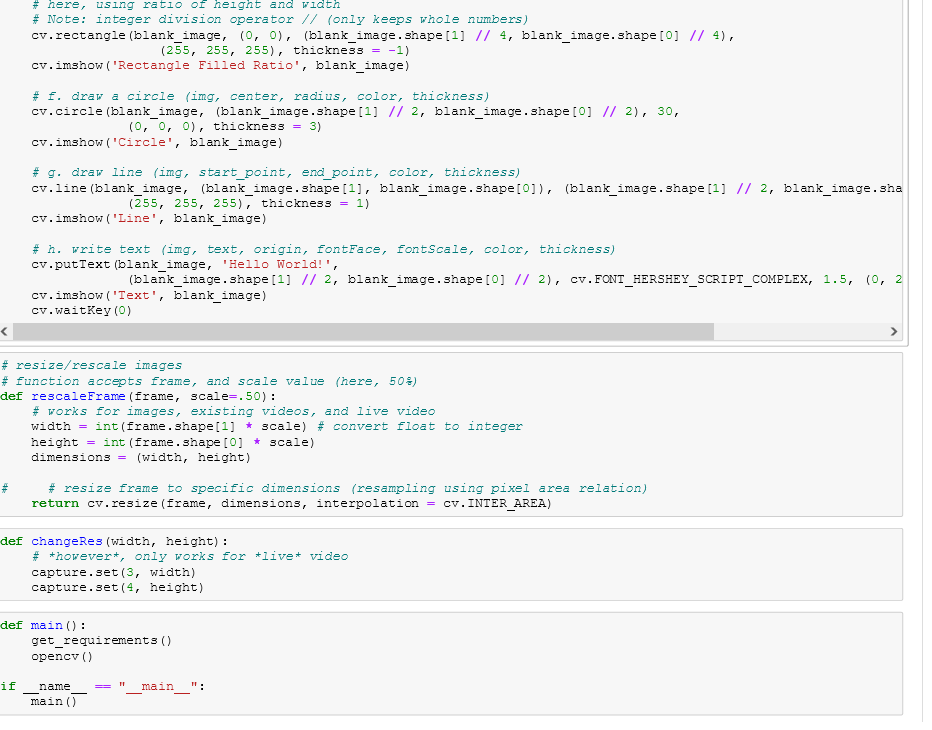 # here, using ratio of height and width
# Note: integer division operator // (only keeps whole numbers)
cv.rectangle(blank_image, (0, 0), (blank_image.shape[1] // 4, blank_image.shape[0] // 4),
(255, 255, 255), thickness = -1)
cv.imshow('Rectangle Filled Ratio', blank_image)
# f. draw a circle (img, center, radius, color, thickness)
cv.circle(blank_image, (blank_image.shape[1] // 2, blank_image.shape[0] // 2), 30,
(0, 0, 0), thickness = 3)
cv.imshow('Circle', blank_image)
# g. draw line (img, start_point, end_point, color, thickness)
cv.line(blank_image, (blank_image.shape[1], blank_image.shape[0]), (blank_image.shape[1] // 2, blank_image.sha
(255, 255, 255), thickness = 1)
cv.imshow('Line', blank_image)
# h. write text (img, text, origin, fontFace, fontScale, color, thickness)
cv.putText(blank_image, 'Hello World!',
(blank_image.shape[1] // 2, blank_image.shape[0] // 2), cv.FONT_HERSHEY_SCRIPT_COMPLEX, 1.5, (0, 2
cv.imshow('Text', blank_image)
cv.waitKey(0)
# resize/rescale images
# function accepts frame, and scale value (here, 50%)
def rescaleFrame(frame, scale=.50):
# works for images, existing videos, and live video
width = int(frame.shape[1] * scale) # convert float to integer
height = int(frame.shape[0] * scale)
dimensions = (width, height)
#     # resize frame to specific dimensions (resampling using pixel area relation)
return cv.resize(frame, dimensions, interpolation = cv.INTER_AREA)
def changeRes(width, height):
# *however*, only works for *live* video
capture.set(3, width)
capture.set(4, height)
def main():
get_requirements()
opencv()
if __name__ == "__main__":
main()